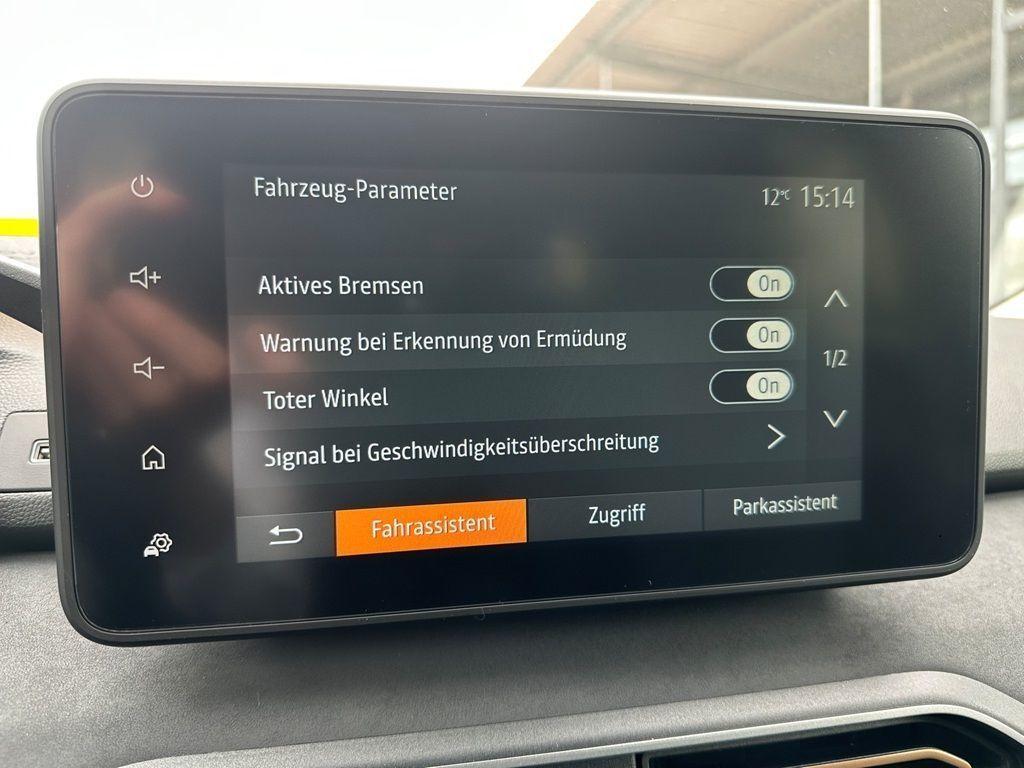 Fahrzeug-Parameter
12°C 15:14
Aktives Bremsen On
Warnung bei Erkennung von Ermüdung On
1/2
Toter Winkel On
Signal bei Geschwindigkeitsüberschreitung
Fahrassistent Zugriff Parkassistent